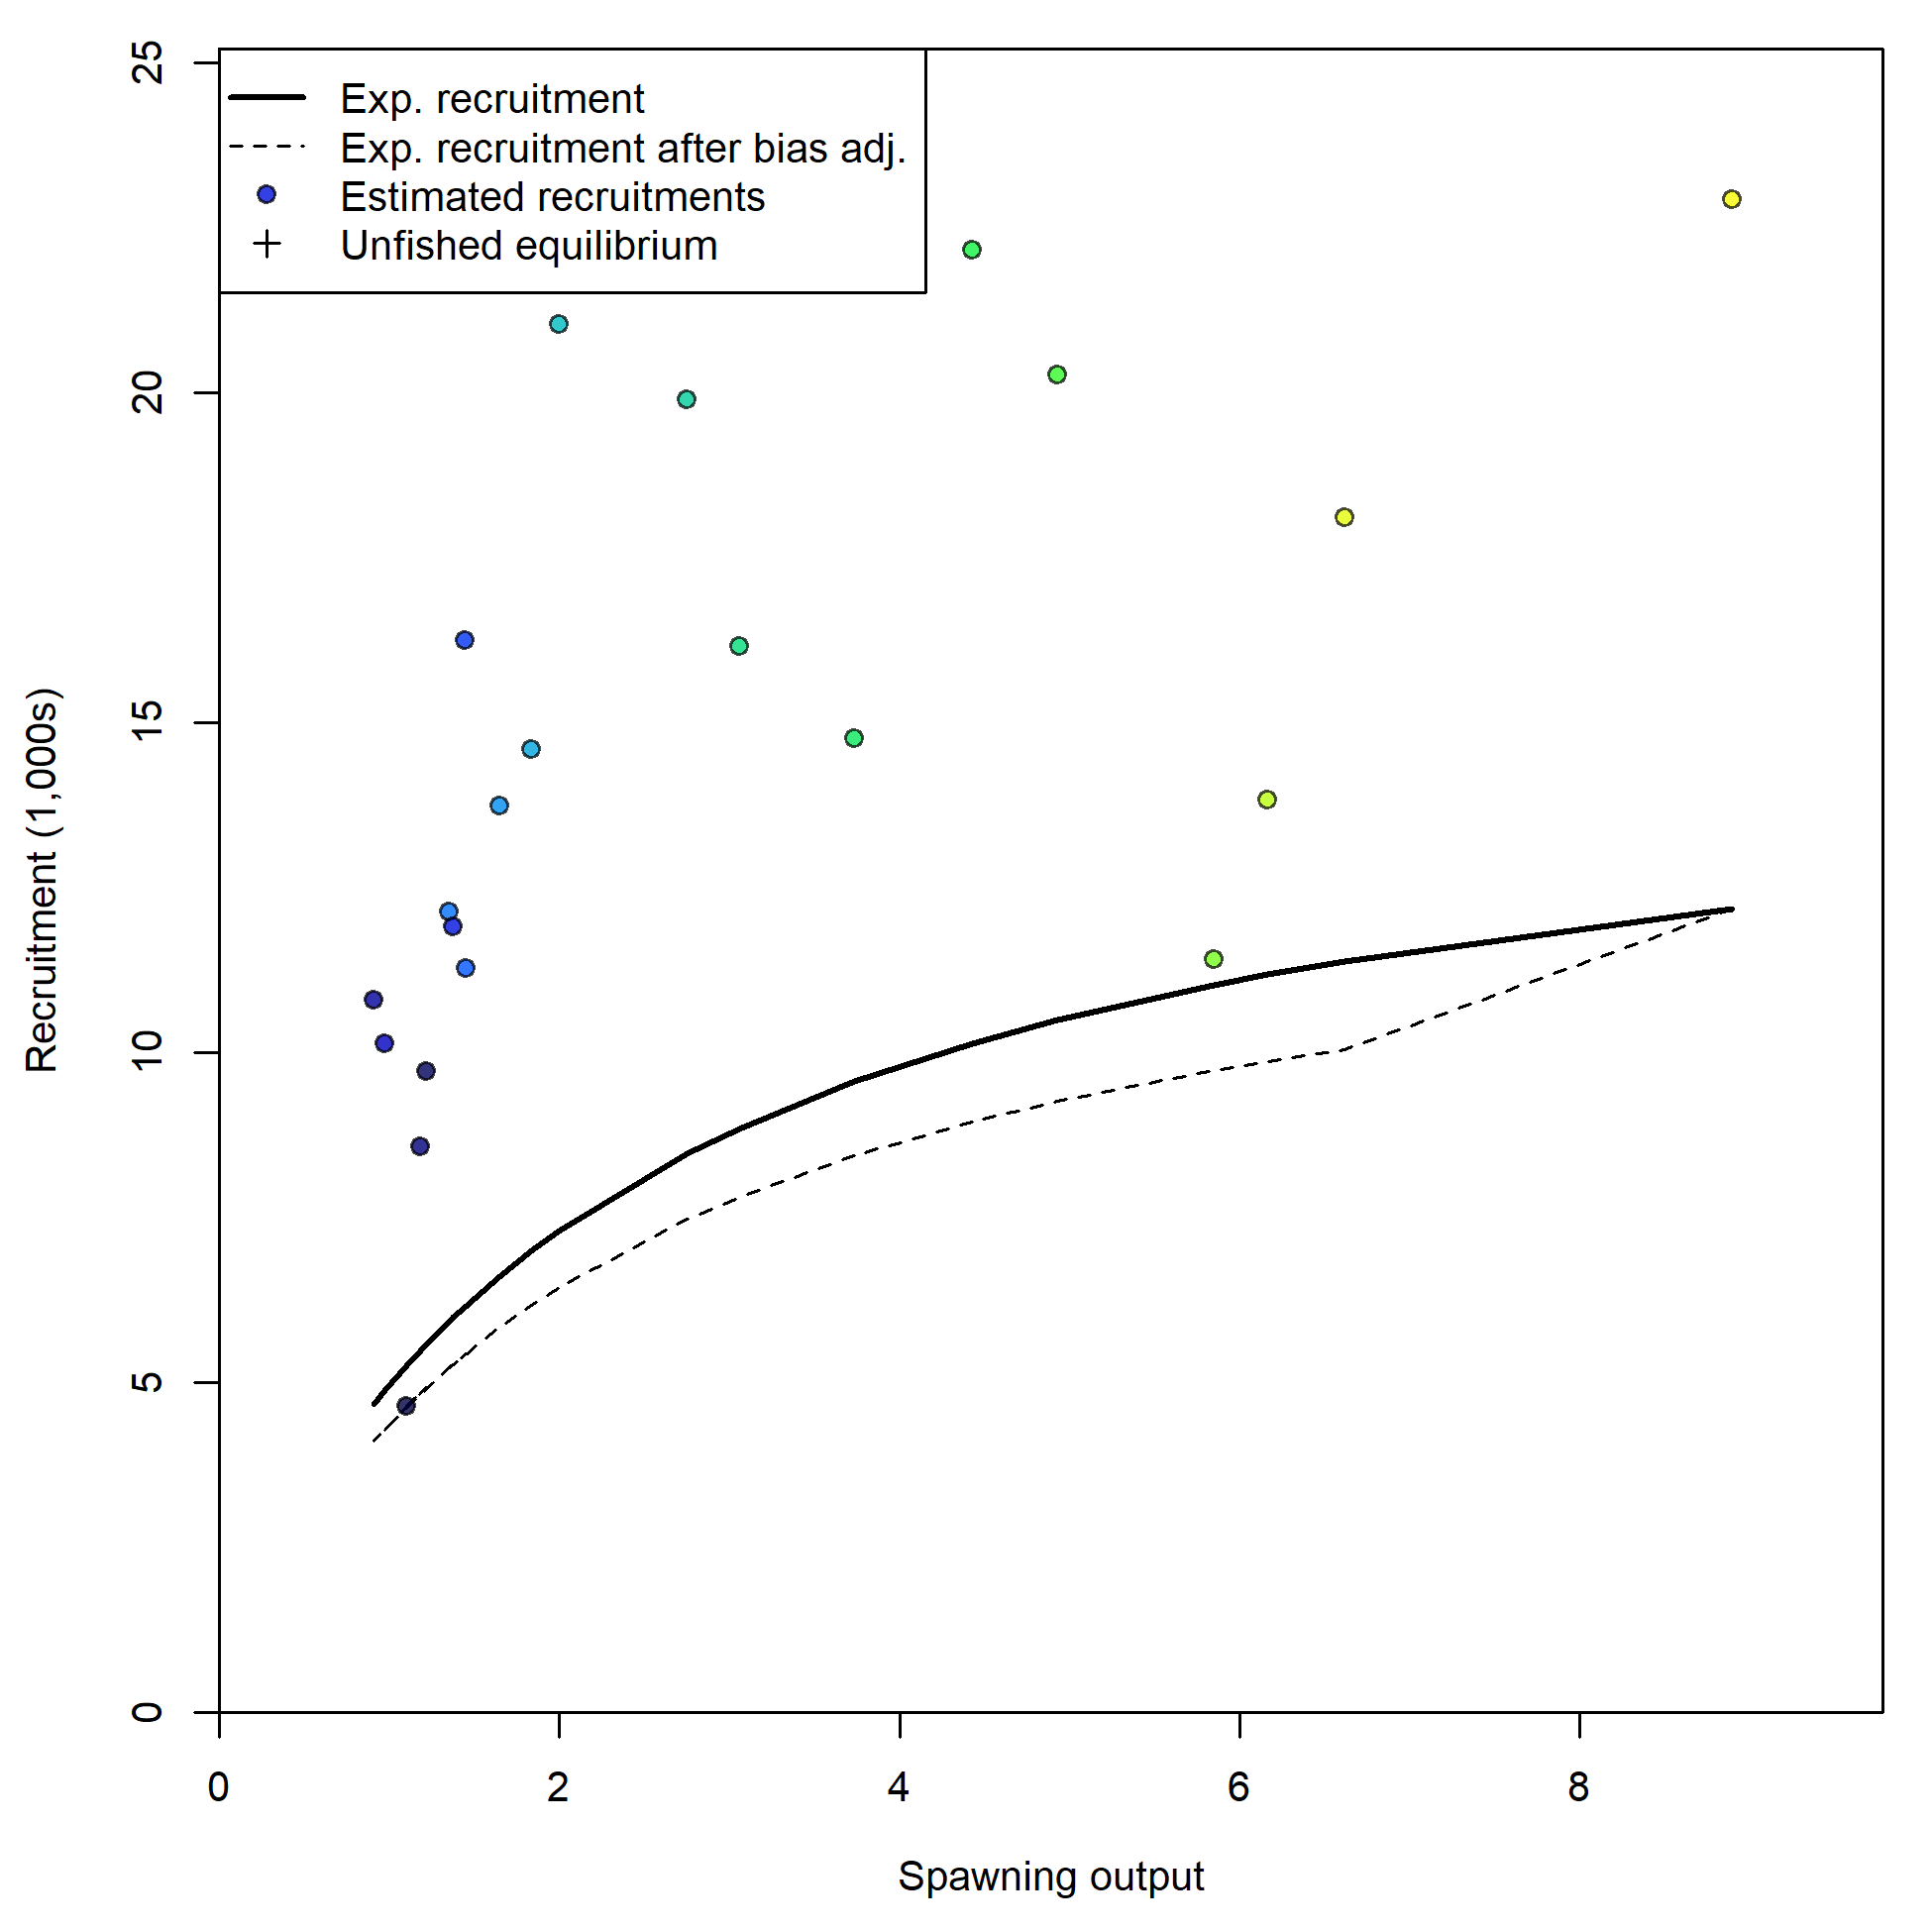 Exp. recruitment
Exp. recruitment after bias adj.
Estimated recruitments
Unfished equilibrium
25
20
15
10
5
0
Recruitment (1,000s)
0 2 4 6 8
Spawning output